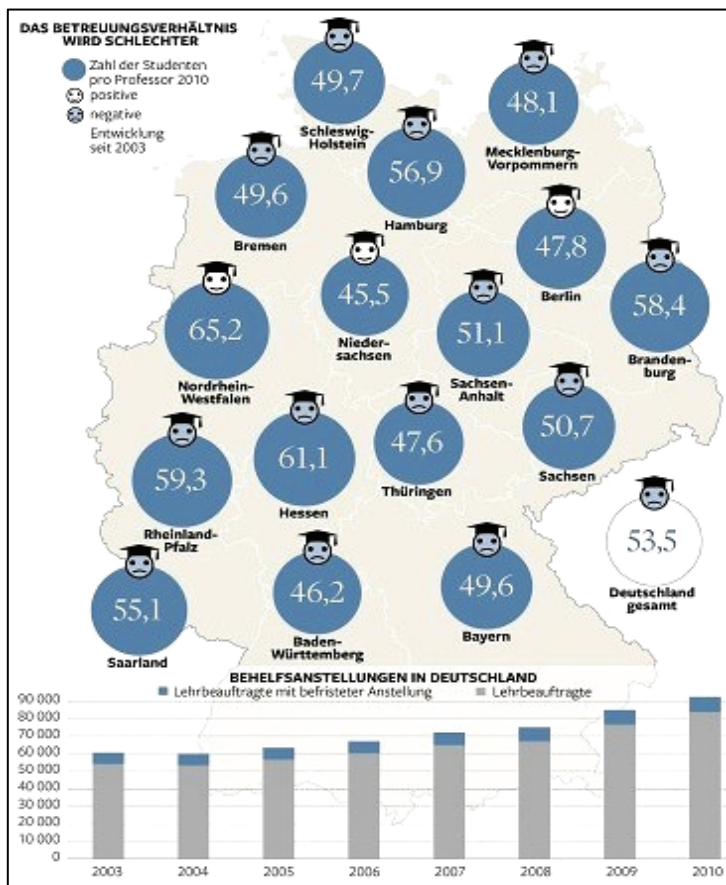 DAS BETREUUNGSVERHÄLTNIS
WIRD SCHLECHTER
Zahl der Studenten
pro Professor 2010
positive
negative
Entwicklung
seit 2003
49,7
Schleswig-
Holstein
48,1
Mecklenburg-
Vorpommern
56,9
Hamburg
49,6
Bremen
47,8
Berlin
45,5
Nieder-
sachsen
58,4
Branden-
burg
65,2
Nordrhein-
Westfalen
51,1
Sachsen-
Anhalt
50,7
Sachsen
47,6
Thüringen
61,1
Hessen
59,3
Rheinland-
Pfalz
53,5
Deutschland
gesamt
55,1
Saarland
46,2
Baden-
Württemberg
49,6
Bayern
BEHELFSANSTELLUNGEN IN DEUTSCHLAND
Lehrbeauftragte mit befristeter Anstellung Lehrbeauftragte
90 000
80 000
70 000
60 000
50 000
40 000
30 000
20 000
10 000
0
2003 2004 2005 2006 2007 2008 2009 2010